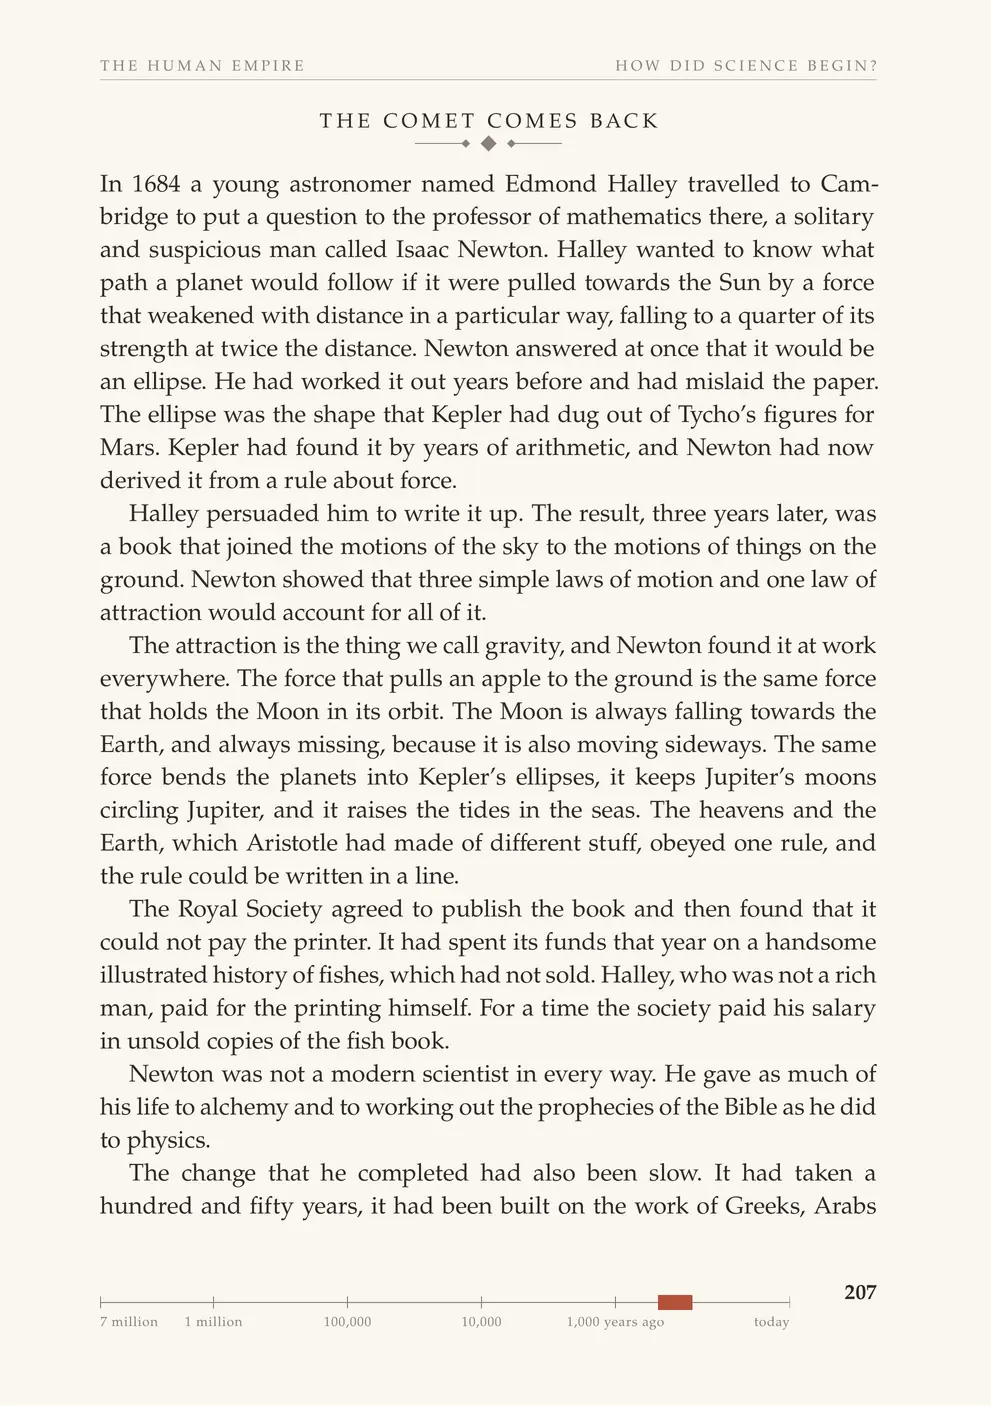 THE HUMAN EMPIRE
HOW DID SCIENCE BEGIN?
THE COMET COMES BACK
In 1684 a young astronomer named Edmond Halley travelled to Cam-
bridge to put a question to the professor of mathematics there, a solitary
and suspicious man called Isaac Newton. Halley wanted to know what
path a planet would follow if it were pulled towards the Sun by a force
that weakened with distance in a particular way, falling to a quarter of its
strength at twice the distance. Newton answered at once that it would be
an ellipse. He had worked it out years before and had mislaid the paper.
The ellipse was the shape that Kepler had dug out of Tycho’s figures for
Mars. Kepler had found it by years of arithmetic, and Newton had now
derived it from a rule about force.
Halley persuaded him to write it up. The result, three years later, was
a book that joined the motions of the sky to the motions of things on the
ground. Newton showed that three simple laws of motion and one law of
attraction would account for all of it.
The attraction is the thing we call gravity, and Newton found it at work
everywhere. The force that pulls an apple to the ground is the same force
that holds the Moon in its orbit. The Moon is always falling towards the
Earth, and always missing, because it is also moving sideways. The same
force bends the planets into Kepler’s ellipses, it keeps Jupiter’s moons
circling Jupiter, and it raises the tides in the seas. The heavens and the
Earth, which Aristotle had made of different stuff, obeyed one rule, and
the rule could be written in a line.
The Royal Society agreed to publish the book and then found that it
could not pay the printer. It had spent its funds that year on a handsome
illustrated history of fishes, which had not sold. Halley, who was not a rich
man, paid for the printing himself. For a time the society paid his salary
in unsold copies of the fish book.
Newton was not a modern scientist in every way. He gave as much of
his life to alchemy and to working out the prophecies of the Bible as he did
to physics.
The change that he completed had also been slow. It had taken a
hundred and fifty years, it had been built on the work of Greeks, Arabs
207
7 million 1 million 100,000 10,000 1,000 years ago today